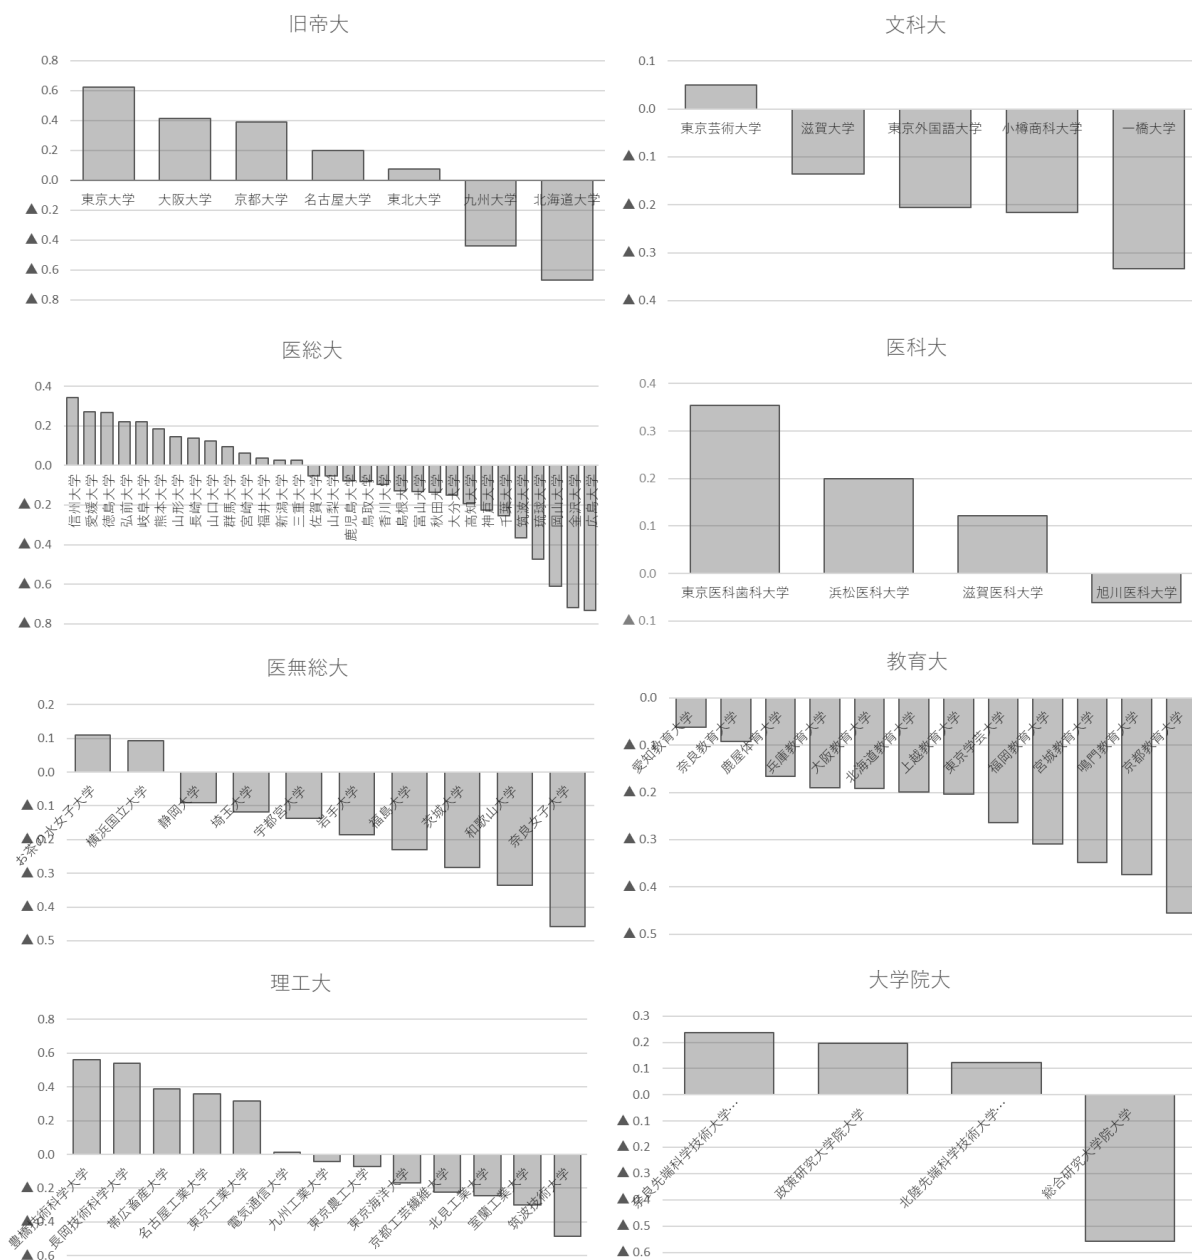 旧帝大
0.8
0.6
0.4
0.2
0.0
▲ 0.2
▲ 0.4
▲ 0.6
▲ 0.8
東京大学
大阪大学
京都大学
名古屋大学
東北大学
九州大学
北海道大学
文科大
0.1
0.0
▲ 0.1
▲ 0.2
▲ 0.3
▲ 0.4
東京芸術大学
滋賀大学
東京外国語大学
小樽商科大学
一橋大学
医総大
0.4
0.2
0.0
▲ 0.2
▲ 0.4
▲ 0.6
▲ 0.8
信州大学
愛媛大学
徳島大学
弘前大学
岐阜大学
熊本大学
山形大学
長崎大学
山口大学
群馬大学
宮崎大学
福井大学
新潟大学
三重大学
佐賀大学
山梨大学
鹿児島大学
鳥取大学
香川大学
島根大学
富山大学
秋田大学
大分大学
高知大学
神戸大学
千葉大学
筑波大学
琉球大学
岡山大学
金沢大学
広島大学
医科大
0.4
0.3
0.2
0.1
0.0
▲ 0.1
東京医科歯科大学
浜松医科大学
滋賀医科大学
旭川医科大学
医無総大
0.2
0.1
0.0
▲ 0.1
▲ 0.2
▲ 0.3
▲ 0.4
▲ 0.5
お茶の水女子大学
横浜国立大学
静岡大学
埼玉大学
宇都宮大学
岩手大学
福島大学
茨城大学
和歌山大学
奈良女子大学
教育大
0.0
▲ 0.1
▲ 0.2
▲ 0.3
▲ 0.4
▲ 0.5
愛知教育大学
奈良教育大学
鹿屋体育大学
兵庫教育大学
大阪教育大学
北海道教育大学
上越教育大学
東京学芸大学
福岡教育大学
宮城教育大学
鳴門教育大学
京都教育大学
理工大
0.8
0.6
0.4
0.2
0.0
▲ 0.2
▲ 0.4
▲ 0.6
豊橋技術科学大学
長岡技術科学大学
帯広畜産大学
名古屋工業大学
東京工業大学
電気通信大学
九州工業大学
東京農工大学
東京海洋大学
京都工芸繊維大学
北見工業大学
室蘭工業大学
筑波技術大学
大学院大
0.3
0.2
0.1
0.0
▲ 0.1
▲ 0.2
▲ 0.3
▲ 0.4
▲ 0.5
▲ 0.6
奈良先端科学技術大学…
政策研究大学院大学
北陸先端科学技術大学…
総合研究大学院大学